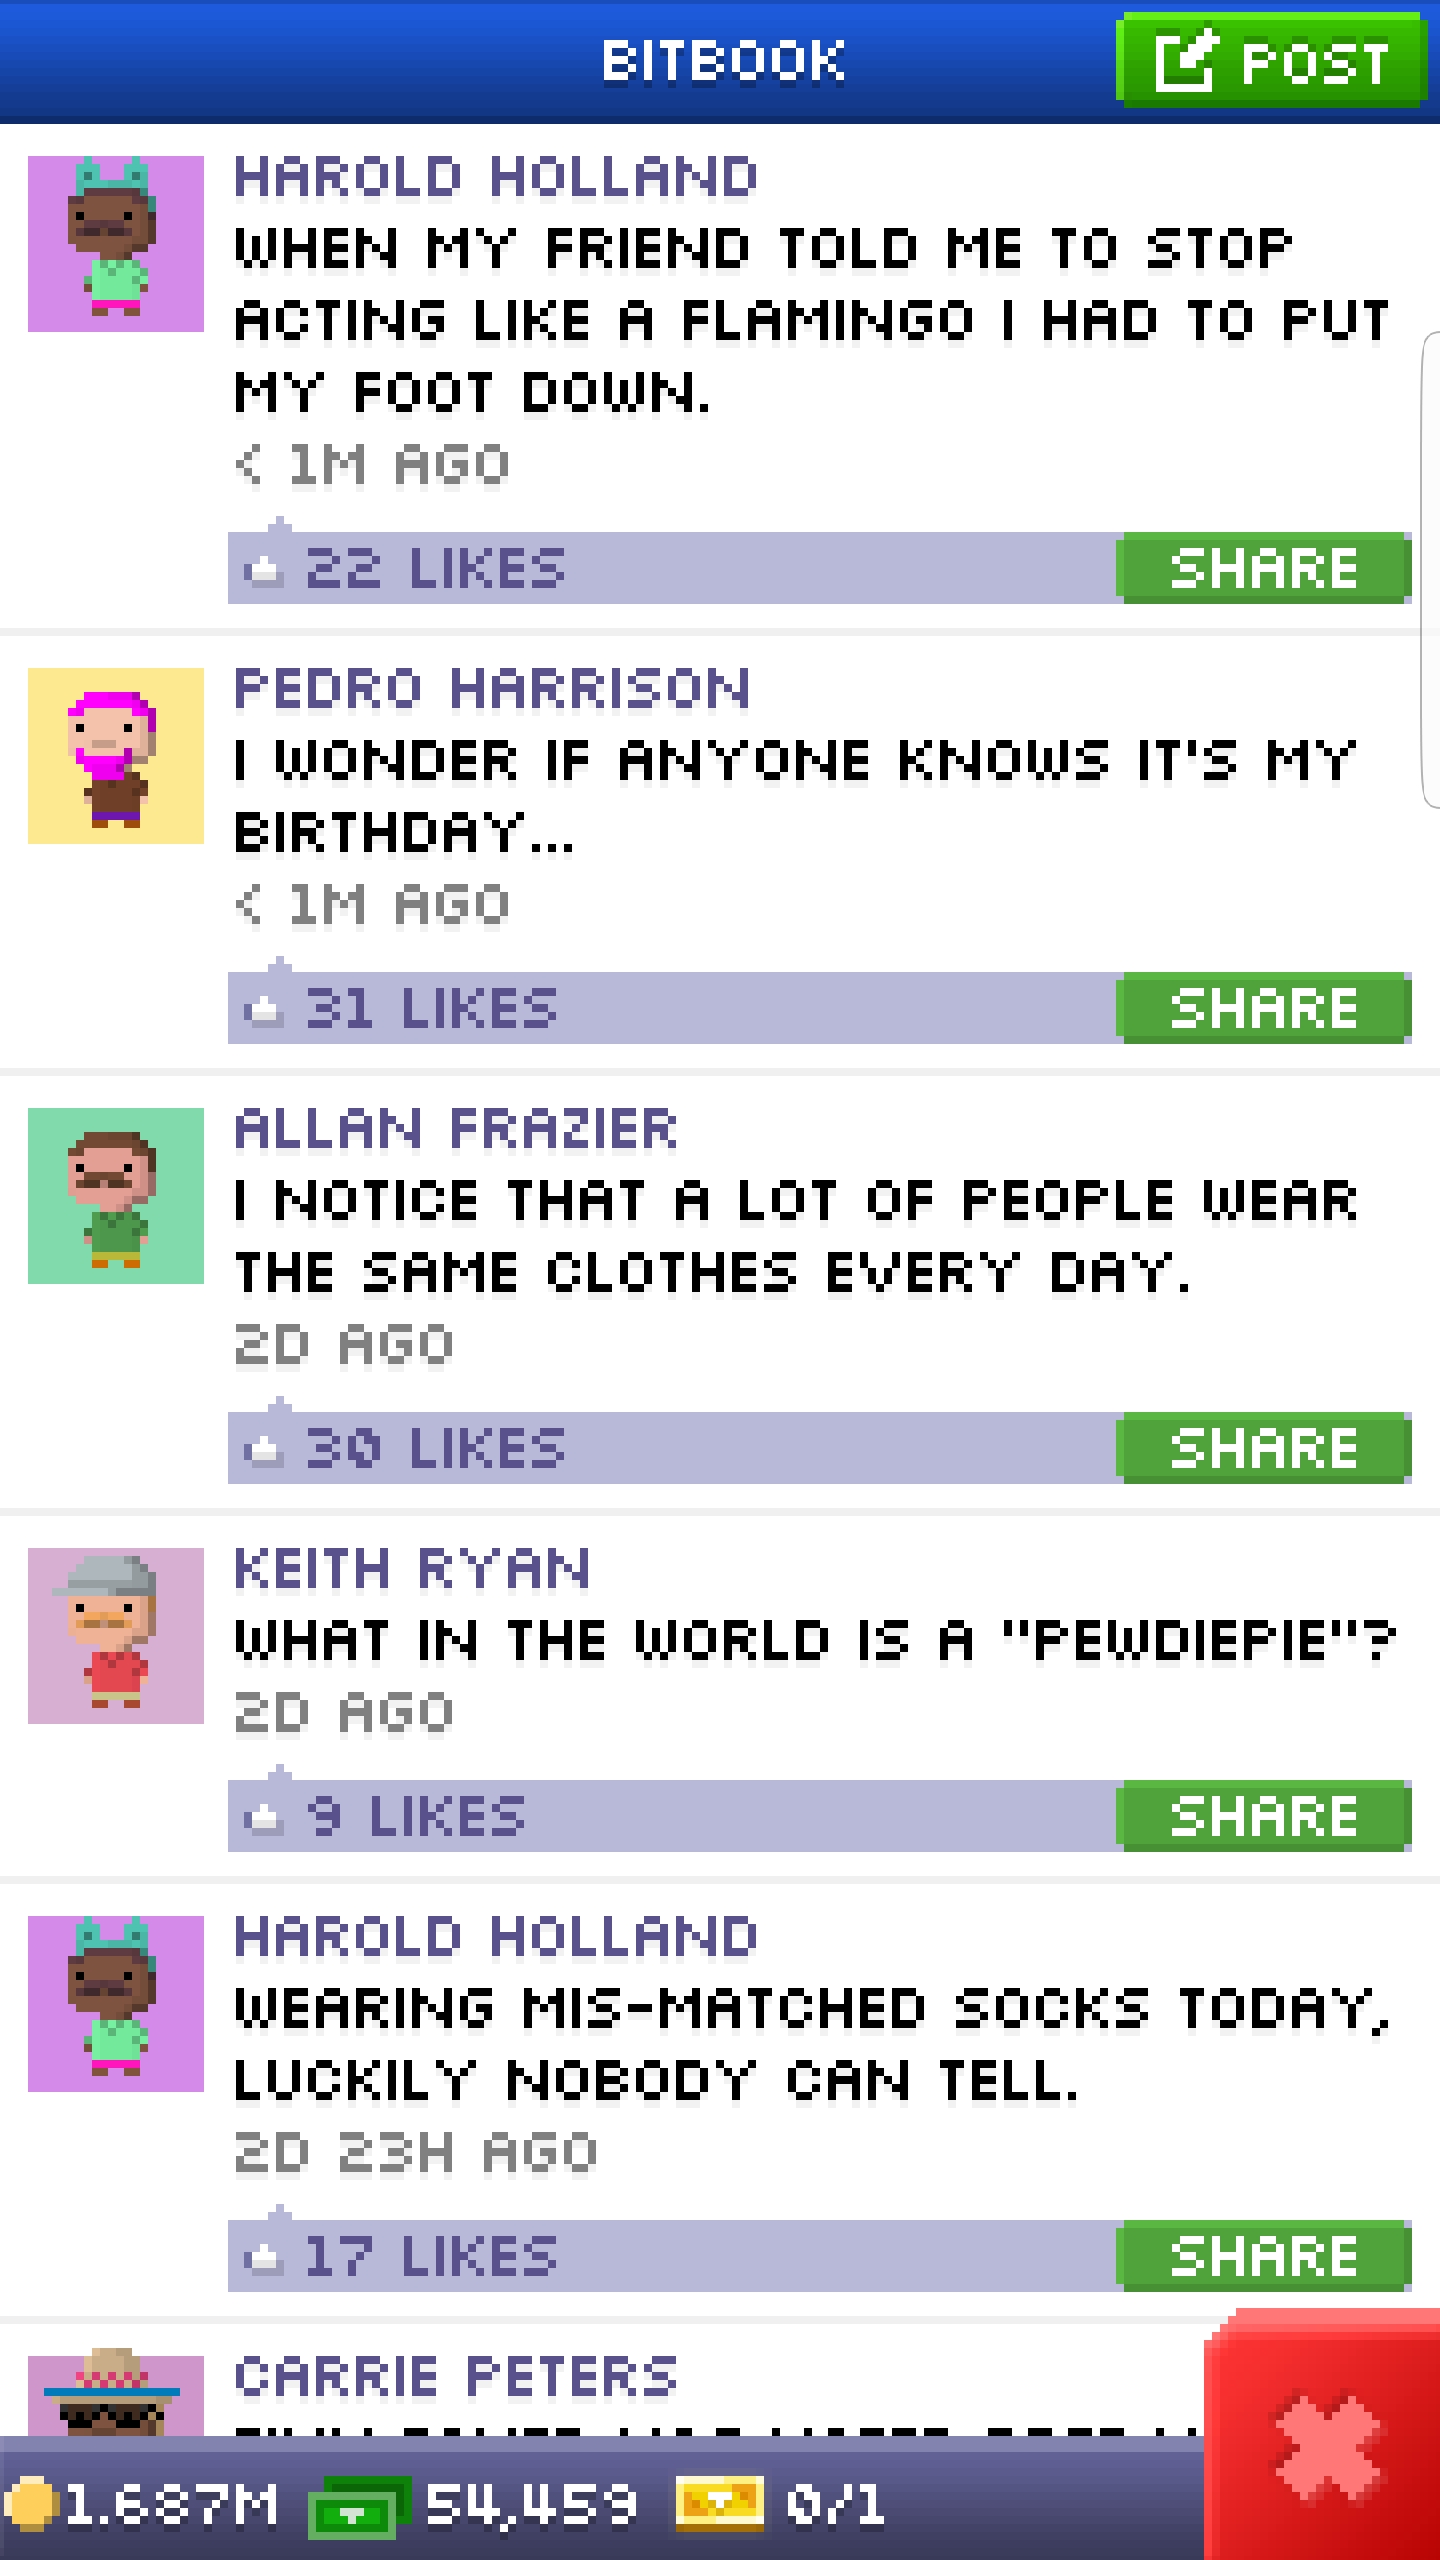 BITBOOK
POST
HAROLD HOLLAND
WHEN MY FRIEND TOLD ME TO STOP
ACTING LIKE A FLAMINGO I HAD TO PUT
MY FOOT DOWN.
< 1M AGO
22 LIKES
SHARE
PEDRO HARRISON
I WONDER IF ANYONE KNOWS IT'S MY
BIRTHDAY...
< 1M AGO
31 LIKES
SHARE
ALLAN FRAZIER
I NOTICE THAT A LOT OF PEOPLE WEAR
THE SAME CLOTHES EVERY DAY.
2D AGO
30 LIKES
SHARE
KEITH RYAN
WHAT IN THE WORLD IS A "PEWDIEPIE"?
2D AGO
9 LIKES
SHARE
HAROLD HOLLAND
WEARING MIS-MATCHED SOCKS TODAY,
LUCKILY NOBODY CAN TELL.
2D 23H AGO
17 LIKES
SHARE
CARRIE PETERS
1.687M 54,459 0/1